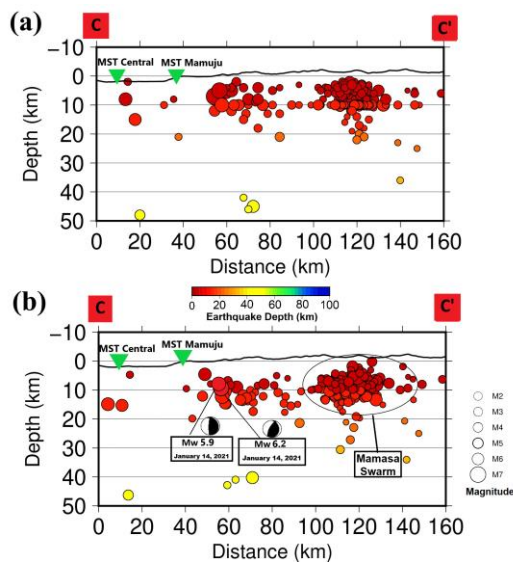 (a)
C
C'
MST Central
MST Mamuju
−10
0
10
20
30
40
50
Depth (km)
0 20 40 60 80 100 120 140 160
Distance (km)
0 20 40 60 80 100
Earthquake Depth (km)
(b)
C
C'
MST Central
MST Mamuju
−10
0
10
20
30
40
50
Depth (km)
Mw 5.9
January 14, 2021
Mw 6.2
January 14, 2021
Mamasa
Swarm
0 20 40 60 80 100 120 140 160
Distance (km)
M2
M3
M4
M5
M6
M7
Magnitude